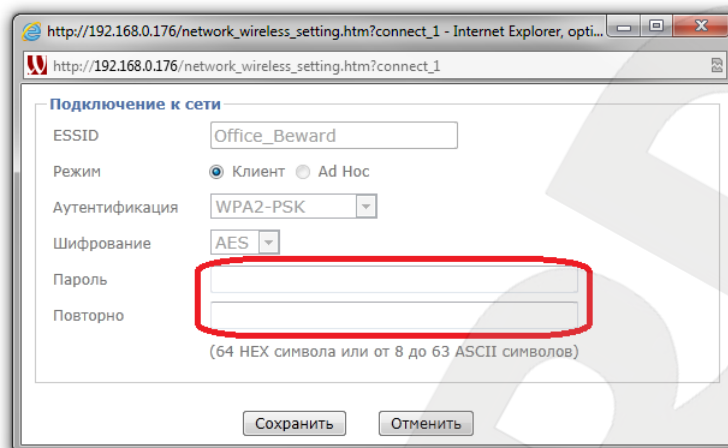 http://192.168.0.176/network_wireless_setting.htm?connect_1 - Internet Explorer, opti...
http://192.168.0.176/network_wireless_setting.htm?connect_1
Подключение к сети
ESSID Office_Beward
Режим Клиент Ad Hoc
Аутентификация WPA2-PSK
Шифрование AES
Пароль
Повторно
(64 HEX символа или от 8 до 63 ASCII символов)
Сохранить Отменить